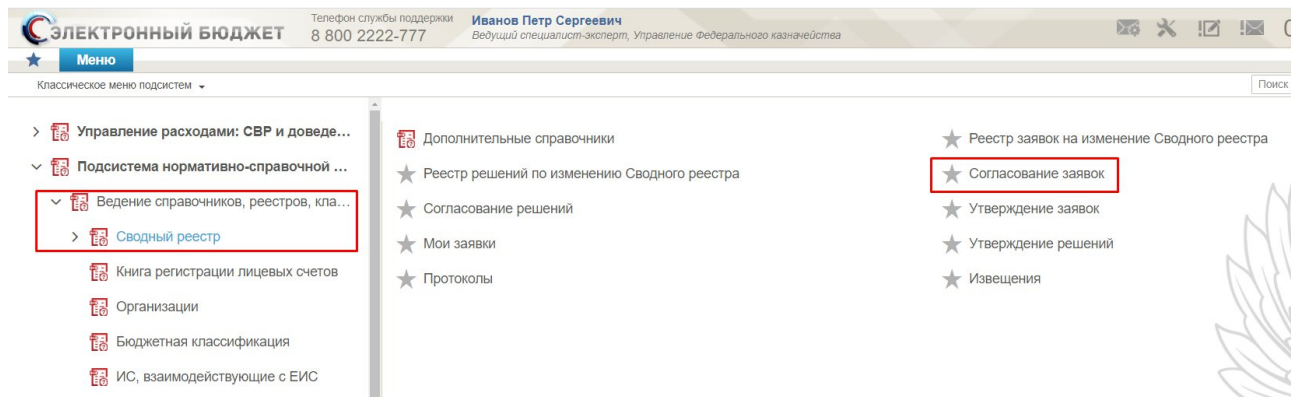 ЭЛЕКТРОННЫЙ БЮДЖЕТ
Телефон службы поддержки
8 800 2222-777
Иванов Петр Сергеевич
Ведущий специалист-эксперт, Управление Федерального казначейства
Меню
Классическое меню подсистем
Поиск
Управление расходами: СВР и доведе...
Подсистема нормативно-справочной ...
Ведение справочников, реестров, кла...
Сводный реестр
Книга регистрации лицевых счетов
Организации
Бюджетная классификация
ИС, взаимодействующие с ЕИС
Дополнительные справочники
Реестр решений по изменению Сводного реестра
Согласование решений
Мои заявки
Протоколы
Реестр заявок на изменение Сводного реестра
Согласование заявок
Утверждение заявок
Утверждение решений
Извещения